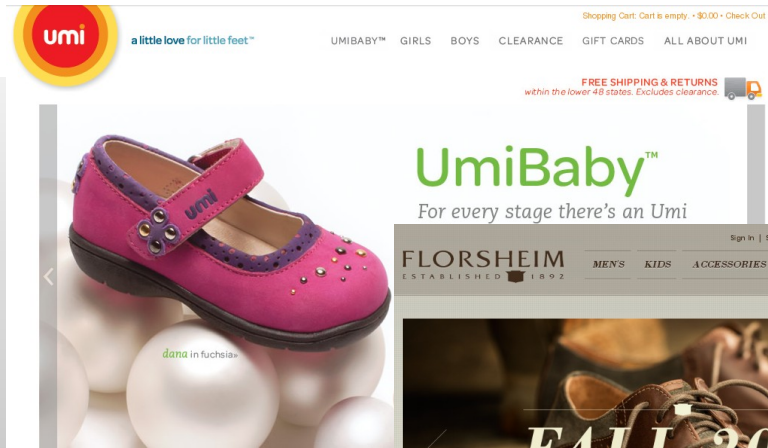 Shopping Cart: Cart is empty. • $0.00 • Check Out
umi
a little love for little feet™
UMIBABY™ GIRLS BOYS CLEARANCE GIFT CARDS ALL ABOUT UMI
FREE SHIPPING & RETURNS
within the lower 48 states. Excludes clearance.
UmiBaby™
For every stage there's an Umi
umi
dana in fuchsia»
Sign In |
FLORSHEIM
ESTABLISHED 1892
MEN'S KIDS ACCESSORIES
FALL 20